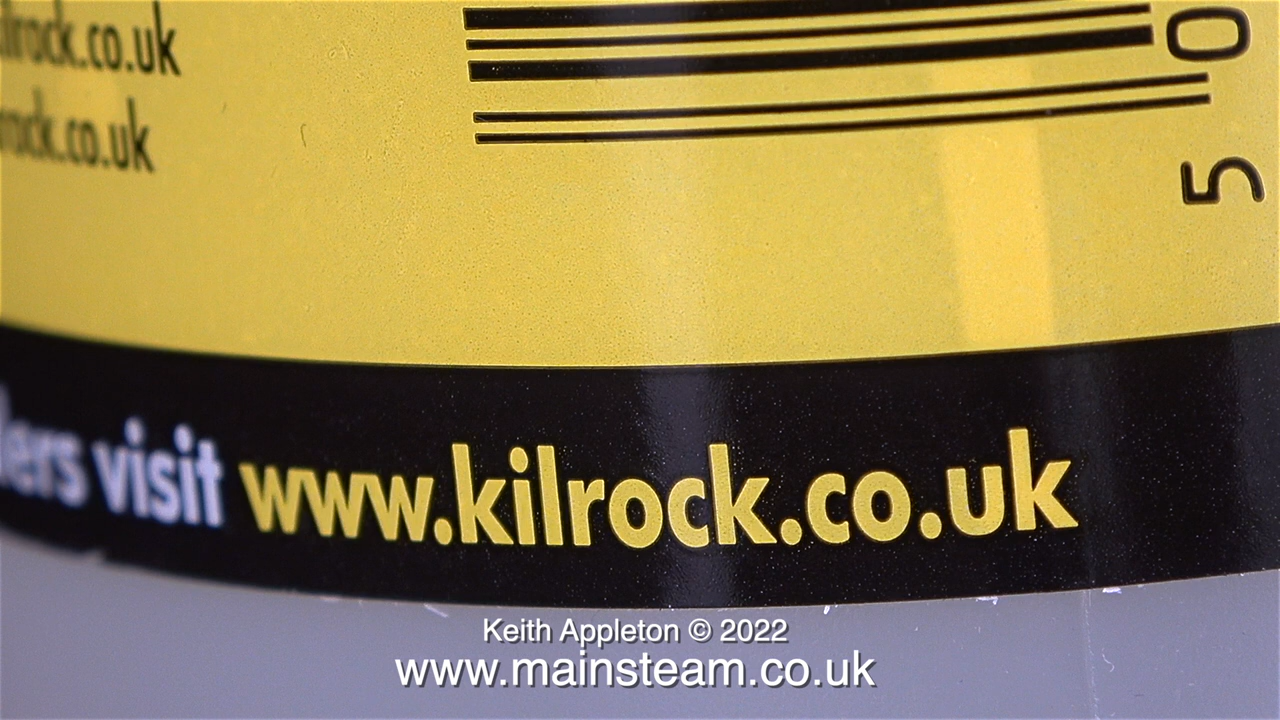 lrock.co.uk
rock.co.uk
0
5
lers visit www.kilrock.co.uk
Keith Appleton © 2022
www.mainsteam.co.uk